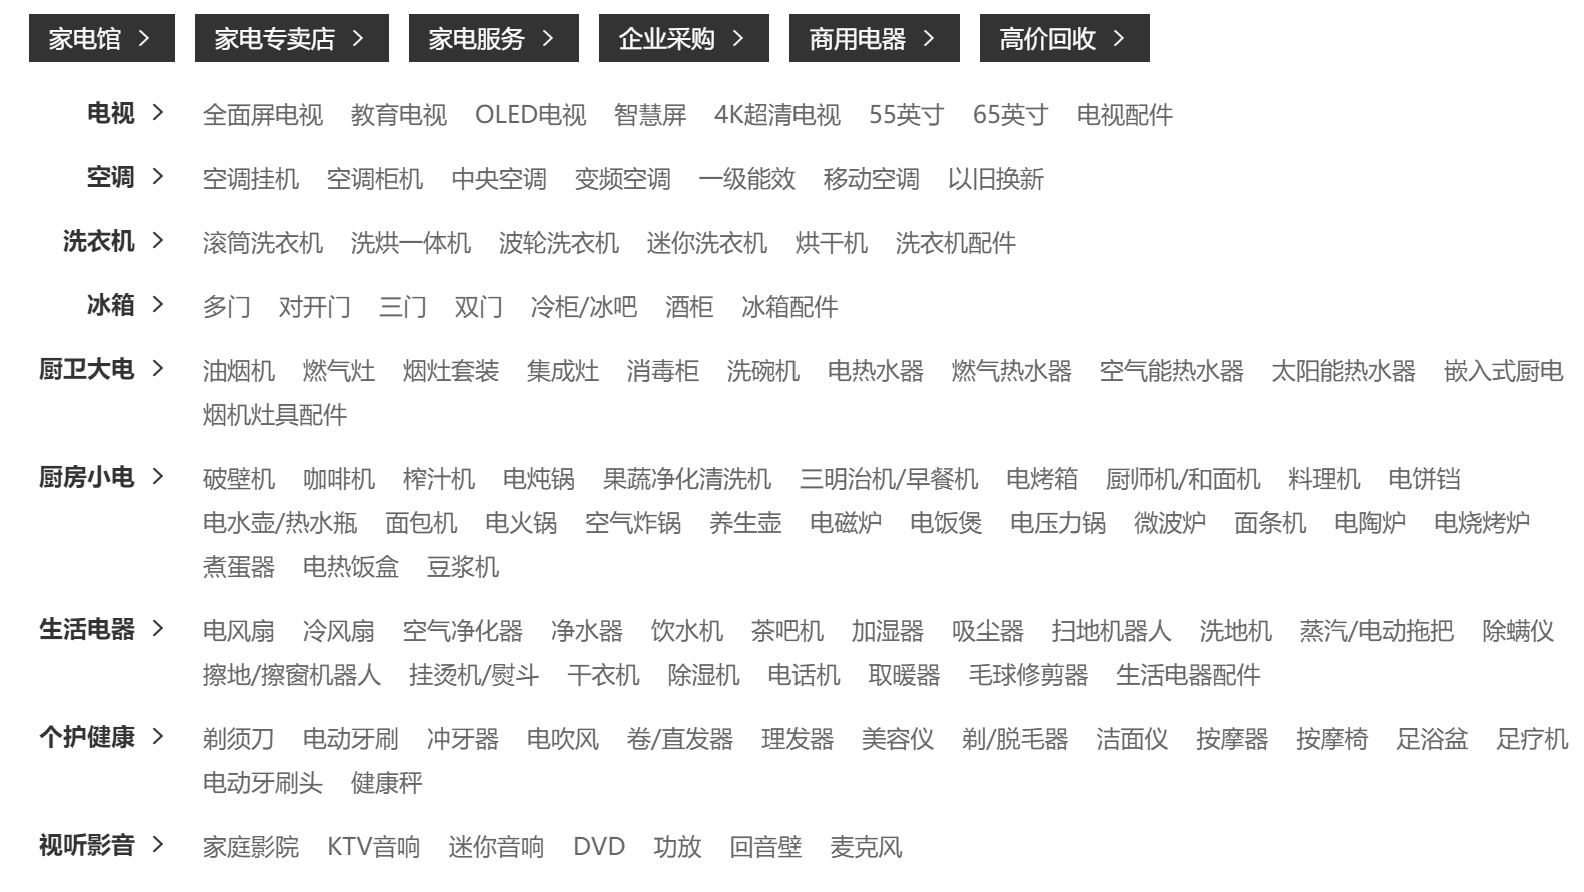 家电馆 > 家电专卖店 > 家电服务 > 企业采购 > 商用电器 > 高价回收 >
电视 > 全面屏电视 教育电视 OLED电视 智慧屏 4K超清电视 55英寸 65英寸 电视配件
空调 > 空调挂机 空调柜机 中央空调 变频空调 一级能效 移动空调 以旧换新
洗衣机 > 滚筒洗衣机 洗烘一体机 波轮洗衣机 迷你洗衣机 烘干机 洗衣机配件
冰箱 > 多门 对开门 三门 双门 冷柜/冰吧 酒柜 冰箱配件
厨卫大电 > 油烟机 燃气灶 烟灶套装 集成灶 消毒柜 洗碗机 电热水器 燃气热水器 空气能热水器 太阳能热水器 嵌入式厨电
烟机灶具配件
厨房小电 > 破壁机 咖啡机 榨汁机 电炖锅 果蔬净化清洗机 三明治机/早餐机 电烤箱 厨师机/和面机 料理机 电饼铛
电水壶/热水瓶 面包机 电火锅 空气炸锅 养生壶 电磁炉 电饭煲 电压力锅 微波炉 面条机 电陶炉 电烧烤炉
煮蛋器 电热饭盒 豆浆机
生活电器 > 电风扇 冷风扇 空气净化器 净水器 饮水机 茶吧机 加湿器 吸尘器 扫地机器人 洗地机 蒸汽/电动拖把 除螨仪
擦地/擦窗机器人 挂烫机/熨斗 干衣机 除湿机 电话机 取暖器 毛球修剪器 生活电器配件
个护健康 > 剃须刀 电动牙刷 冲牙器 电吹风 卷/直发器 理发器 美容仪 剃/脱毛器 洁面仪 按摩器 按摩椅 足浴盆 足疗机
电动牙刷头 健康秤
视听影音 > 家庭影院 KTV音响 迷你音响 DVD 功放 回音壁 麦克风